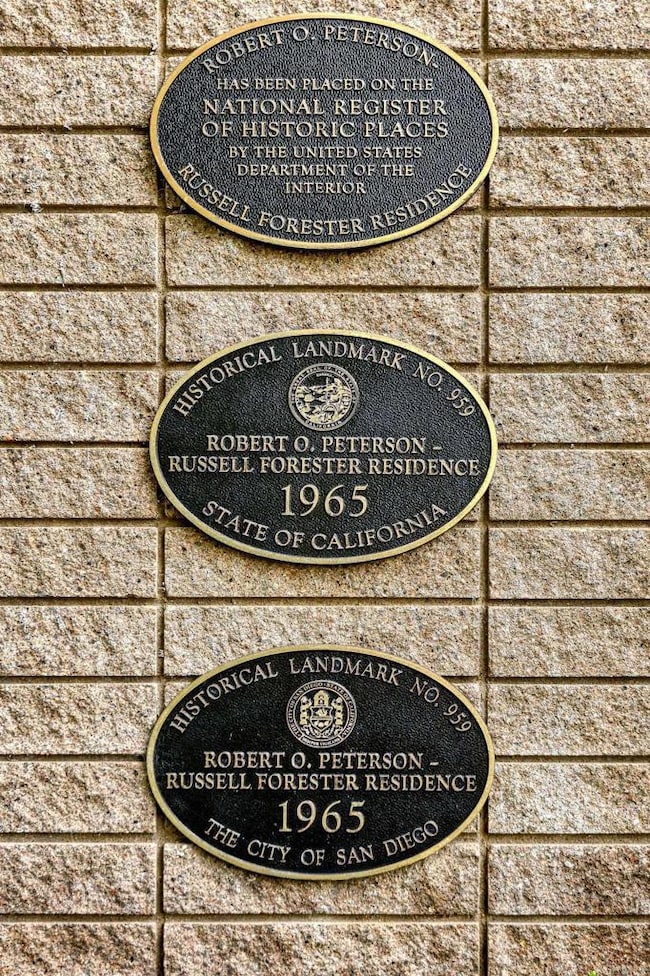 ROBERT O. PETERSON-
HAS BEEN PLACED ON THE
NATIONAL REGISTER
OF HISTORIC PLACES
BY THE UNITED STATES
DEPARTMENT OF THE
INTERIOR
RUSSELL FORESTER RESIDENCE
HISTORICAL LANDMARK NO. 959
ROBERT O. PETERSON –
RUSSELL FORESTER RESIDENCE
1965
STATE OF CALIFORNIA
HISTORICAL LANDMARK NO. 959
ROBERT O. PETERSON –
RUSSELL FORESTER RESIDENCE
1965
THE CITY OF SAN DIEGO